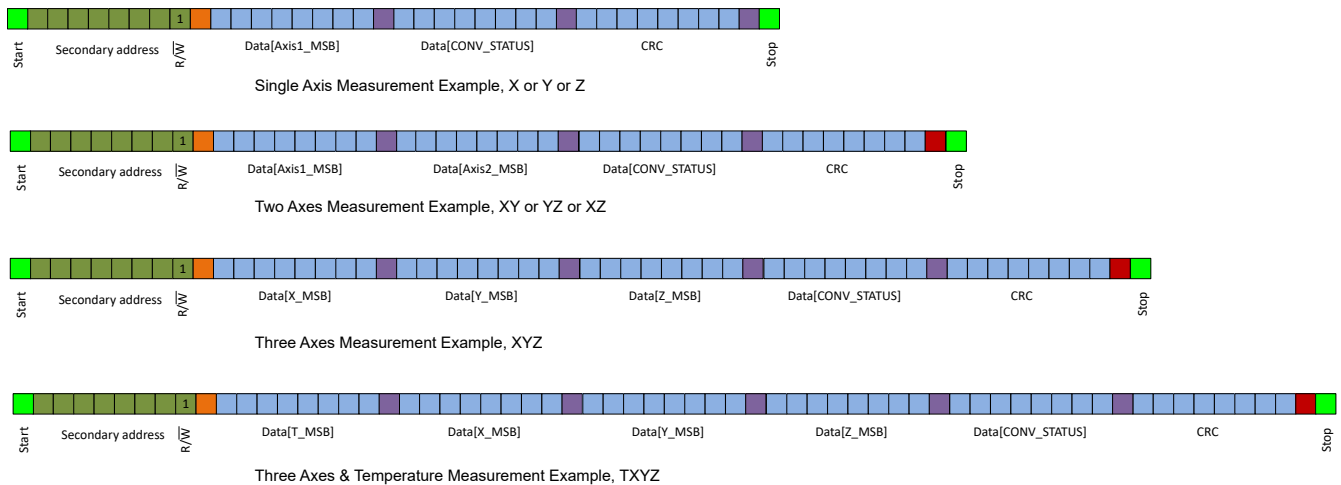 1
Start Secondary address R/W Data[Axis1_MSB] Data[CONV_STATUS] CRC Stop
Single Axis Measurement Example, X or Y or Z
1
Start Secondary address R/W Data[Axis1_MSB] Data[Axis2_MSB] Data[CONV_STATUS] CRC Stop
Two Axes Measurement Example, XY or YZ or XZ
1
Start Secondary address R/W Data[X_MSB] Data[Y_MSB] Data[Z_MSB] Data[CONV_STATUS] CRC Stop
Three Axes Measurement Example, XYZ
1
Start Secondary address R/W Data[T_MSB] Data[X_MSB] Data[Y_MSB] Data[Z_MSB] Data[CONV_STATUS] CRC Stop
Three Axes & Temperature Measurement Example, TXYZ